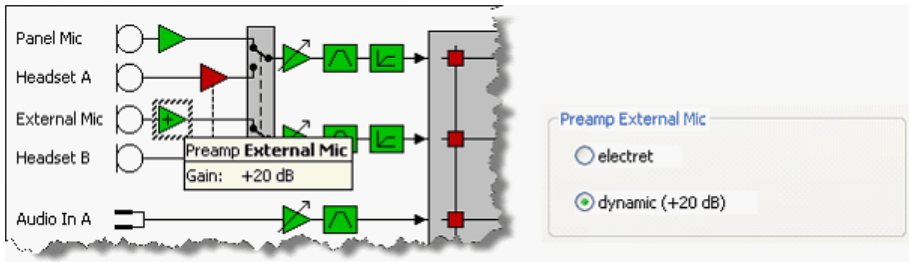 Panel Mic
Headset A
External Mic
Headset B
Preamp External Mic
Gain: +20 dB
Audio In A
Preamp External Mic
electret
dynamic (+20 dB)